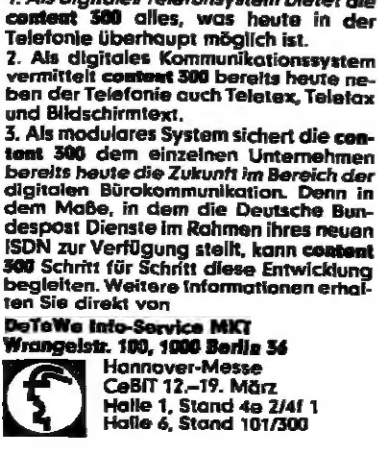 1. Als digitales Telefonsystem bietet die
content 300 alles, was heute in der
Telefonie überhaupt möglich ist.
2. Als digitales Kommunikationssystem
vermittelt content 300 bereits heute ne-
ben der Telefonie auch Teletex, Telefax
und Bildschirmtext.
3. Als modulares System sichert die con-
tent 300 dem einzelnen Unternehmen
bereits heute die Zukunft im Bereich der
digitalen Bürokommunikation. Denn in
dem Maße, in dem die Deutsche Bun-
despost Dienste im Rahmen ihres neuen
ISDN zur Verfügung stellt, kann content
300 Schritt für Schritt diese Entwicklung
begleiten. Weitere Informationen erhal-
ten Sie direkt von
DeTeWe Info-Service MKT
Wrangelstr. 100, 1000 Berlin 36
Hannover-Messe
CeBIT 12.–19. März
Halle 1, Stand 4e 2/4f 1
Halle 6, Stand 101/300